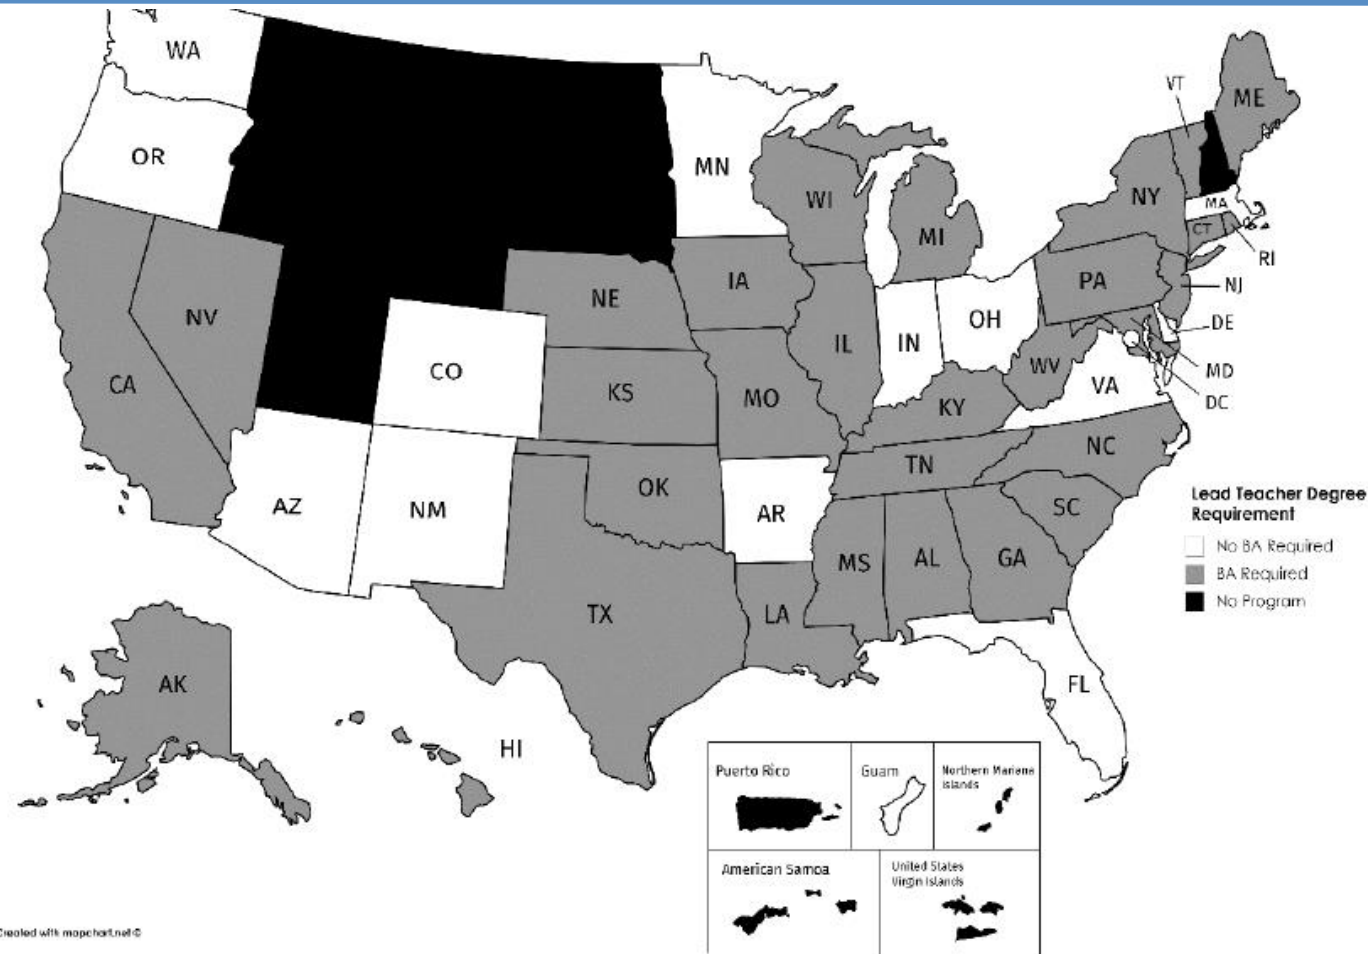 WA
VT
ME
OR
MN
WI
NY
MA
MI
CT
RI
IA
PA
NE
NJ
NV
OH
DE
IL
IN
CO
WV
MD
CA
KS
MO
KY
VA
DC
NC
TN
OK
AZ
NM
AR
SC
MS
AL
GA
TX
LA
AK
FL
HI
Lead Teacher Degree
Requirement
No BA Required
BA Required
No Program
Puerto Rico
Guam
Northern Mariana
Islands
American Samoa
United States
Virgin Islands
Created with mapchart.net ©